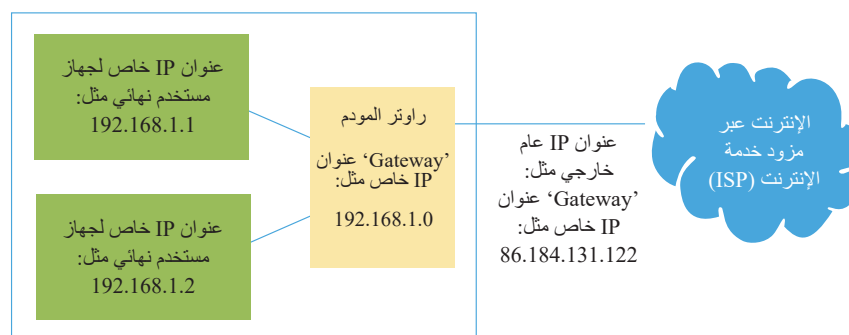 عنوان IP خاص لجهاز
مستخدم نهائي مثل:
192.168.1.1
عنوان IP خاص لجهاز
مستخدم نهائي مثل:
192.168.1.2
راوتر المودم
’Gateway‘ عنوان
IP خاص مثل:
192.168.1.0
عنوان IP عام
خارجي مثل:
’Gateway‘ عنوان
IP خاص مثل:
86.184.131.122
الإنترنت عبر
مزود خدمة
الإنترنت (ISP)